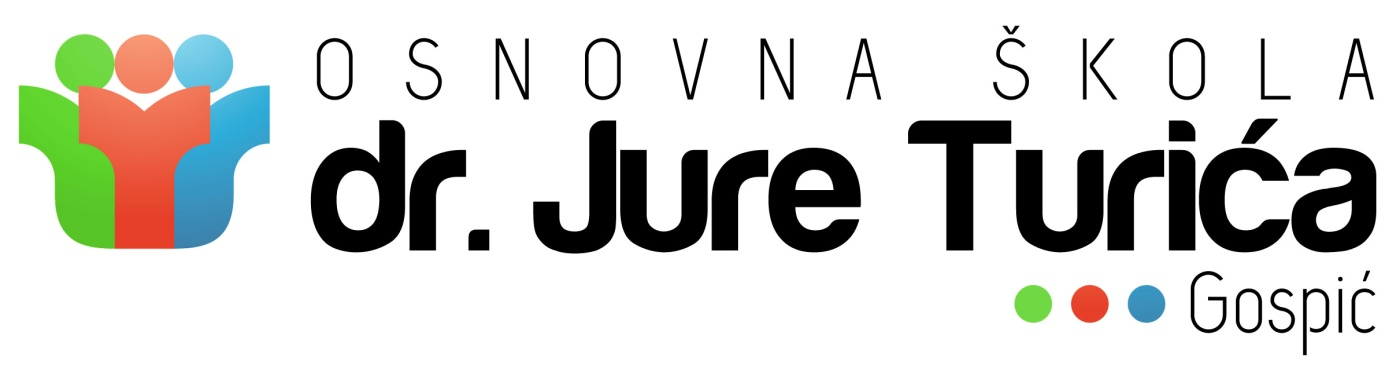 OSNOVNA ŠKOLA
dr. Jure Turića
Gospić